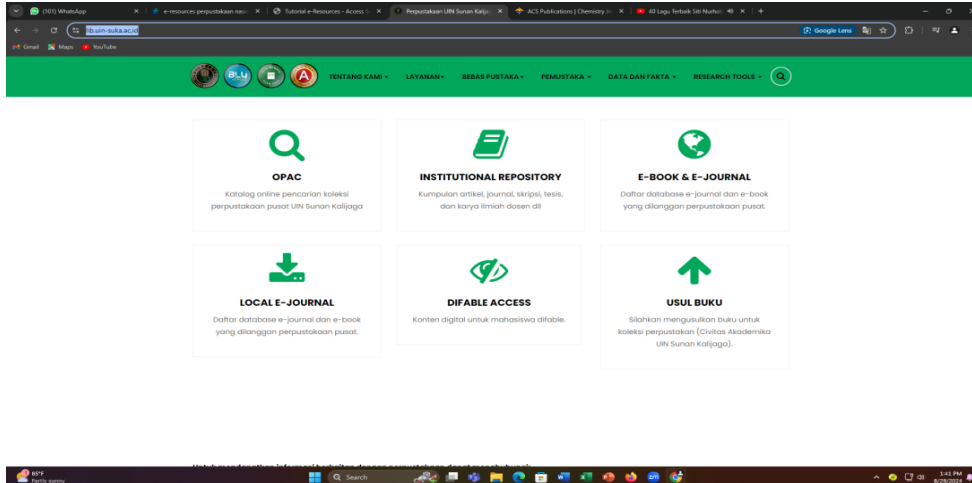 (101) WhatsApp
e-resources perpustakaan nasi
Tutorial e-Resources - Access S
Perpustakaan UIN Sunan Kalija
ACS Publications | Chemistry Jo
40 Lagu Terbaik Siti Nurhal
lib.uin-suka.ac.id
Google Lens
Gmail
Maps
YouTube
BLU
A
TENTANG KAMI
LAYANAN
BEBAS PUSTAKA
PEMUSTAKA
DATA DAN FAKTA
RESEARCH TOOLS
OPAC
Katalog online pencarian koleksi
perpustakaan pusat UIN Sunan Kalijaga
INSTITUTIONAL REPOSITORY
Kumpulan artikel, journal, skripsi, tesis,
dan karya ilmiah dosen dll
E-BOOK & E-JOURNAL
Daftar database e-journal dan e-book
yang dilanggan perpustakaan pusat.
LOCAL E-JOURNAL
Daftar database e-journal dan e-book
yang dilanggan perpustakaan pusat.
DIFABLE ACCESS
Konten digital untuk mahasiswa difable.
USUL BUKU
Silahkan mengusulkan buku untuk
koleksi perpustakan (Civitas Akademika
UIN Sunan Kalijaga).
85°F
Partly sunny
Search
zm
1:41 PM
8/29/2024